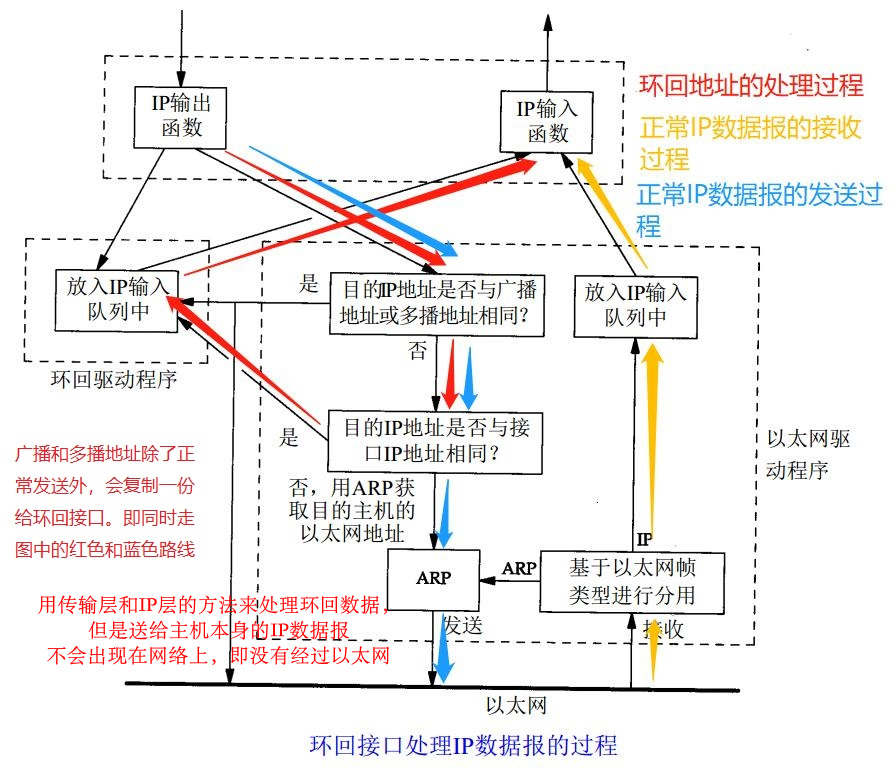 IP输出
函数
IP输入
函数
环回地址的处理过程
正常IP数据报的接收
过程
正常IP数据报的发送过
程
放入IP输入
队列中
环回驱动程序
是
目的IP地址是否与广播
地址或多播地址相同?
放入IP输入
队列中
否
目的IP地址是否与接
口IP地址相同?
是
以太网驱
动程序
广播和多播地址除了正
常发送外，会复制一份
给环回接口。即同时走
图中的红色和蓝色路线
否，用ARP获
取目的主机的
以太网地址
IP
ARP
ARP
基于以太网帧
类型进行分用
用传输层和IP层的方法来处理环回数据，
但是送给主机本身的IP数据报
不会出现在网络上，即没有经过以太网
发送
接收
以太网
环回接口处理IP数据报的过程